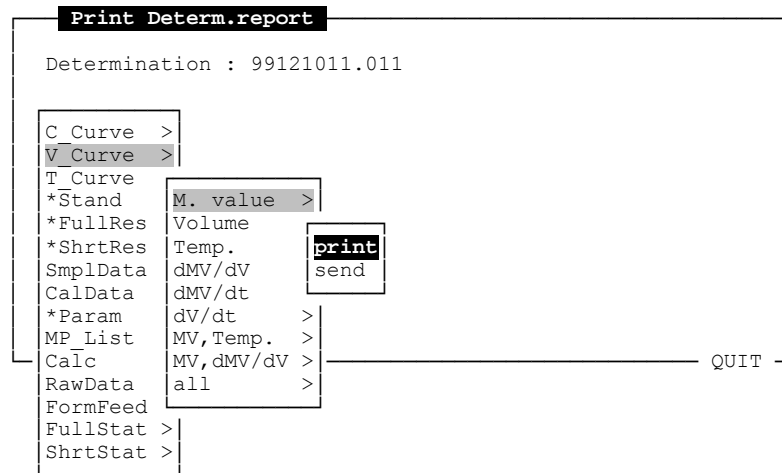 Print Determ.report
Determination : 99121011.011
C_Curve >
V_Curve >
T_Curve
*Stand
*FullRes
*ShrtRes
SmplData
CalData
*Param
MP_List
Calc
RawData
FormFeed
FullStat >
ShrtStat >
M. value >
Volume
Temp.
dMV/dV
dMV/dt
dV/dt >
MV,Temp. >
MV,dMV/dV >
all >
print
send
QUIT